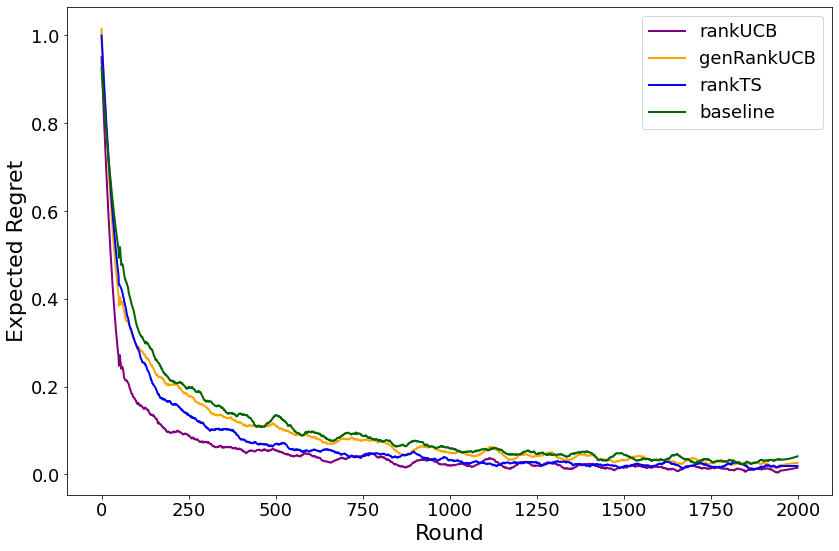 rankUCB
genRankUCB
rankTS
baseline
Expected Regret
1.0
0.8
0.6
0.4
0.2
0.0
0 250 500 750 1000 1250 1500 1750 2000
Round